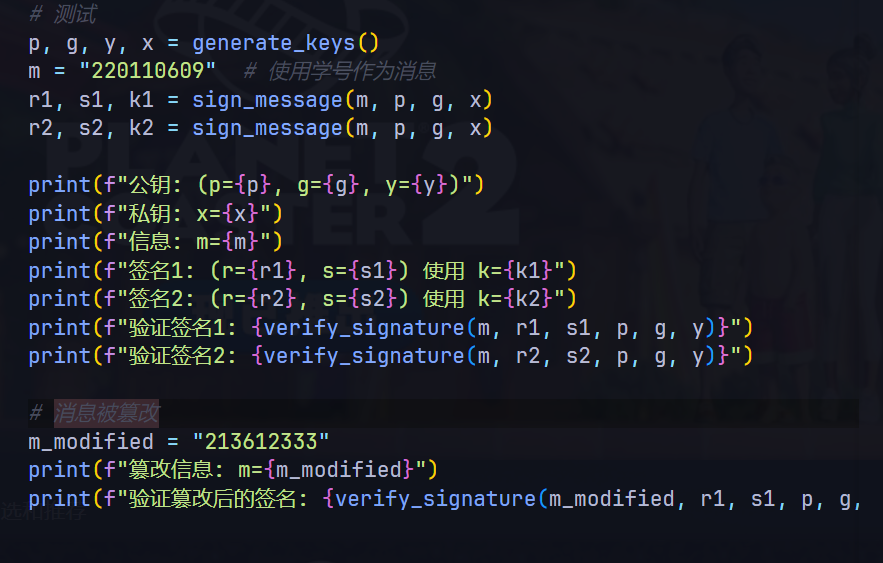 # 测试
p, g, y, x = generate_keys()
m = "220110609"  # 使用学号作为消息
r1, s1, k1 = sign_message(m, p, g, x)
r2, s2, k2 = sign_message(m, p, g, x)
print(f"公钥: (p={p}, g={g}, y={y})")
print(f"私钥: x={x}")
print(f"信息: m={m}")
print(f"签名1: (r={r1}, s={s1}) 使用 k={k1}")
print(f"签名2: (r={r2}, s={s2}) 使用 k={k2}")
print(f"验证签名1: {verify_signature(m, r1, s1, p, g, y)}")
print(f"验证签名2: {verify_signature(m, r2, s2, p, g, y)}")
# 消息被篡改
m_modified = "213612333"
print(f"篡改信息: m={m_modified}")
print(f"验证篡改后的签名: {verify_signature(m_modified, r1, s1, p, g,